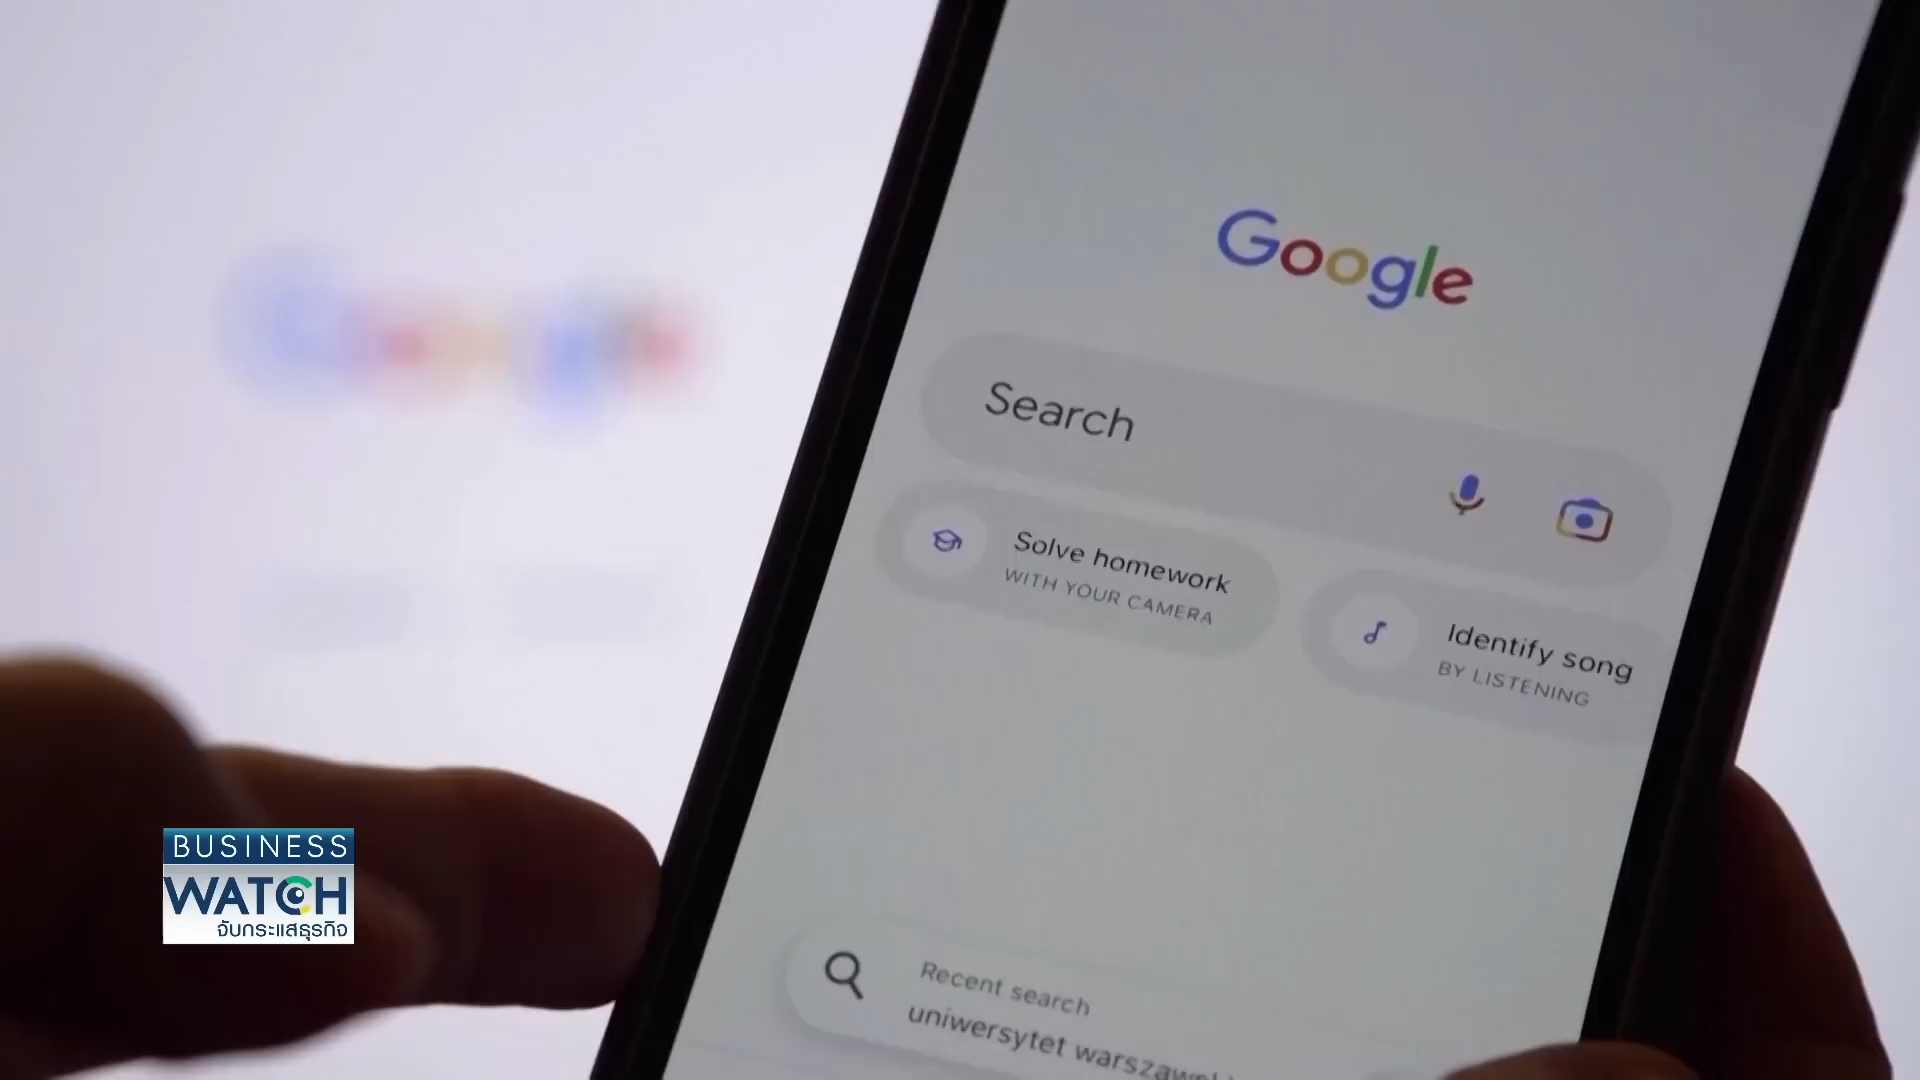 Google
Search
Solve homework
WITH YOUR CAMERA
Identify song
BY LISTENING
Recent search
uniwersytet
BUSINESS
WATCH
จับกระแสธุรกิจ